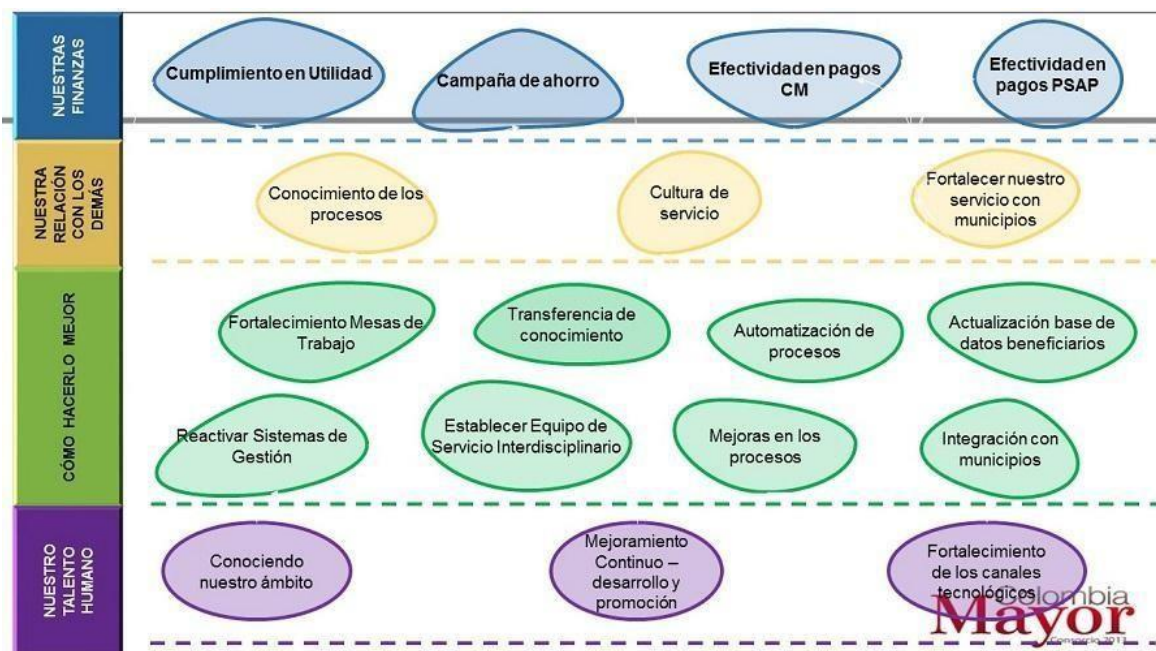 NUESTRAS
FINANZAS
Cumplimiento en Utilidad
Campaña de ahorro
Efectividad en pagos
CM
Efectividad en
pagos PSAP
NUESTRA
RELACIÓN
CON LOS
DEMÁS
Conocimiento de los
procesos
Cultura de
servicio
Fortalecer nuestro
servicio con
municipios
CÓMO HACERLO MEJOR
Fortalecimiento Mesas de
Trabajo
Transferencia de
conocimiento
Automatización de
procesos
Actualización base de
datos beneficiarios
Reactivar Sistemas de
Gestión
Establecer Equipo de
Servicio Interdisciplinario
Mejoras en los
procesos
Integración con
municipios
NUESTRO
TALENTO
HUMANO
Conociendo
nuestro ámbito
Mejoramiento
Continuo –
desarrollo y
promoción
Fortalecimiento
de los canales
tecnológicos
Colombia
Mayor
Consorcio 2013